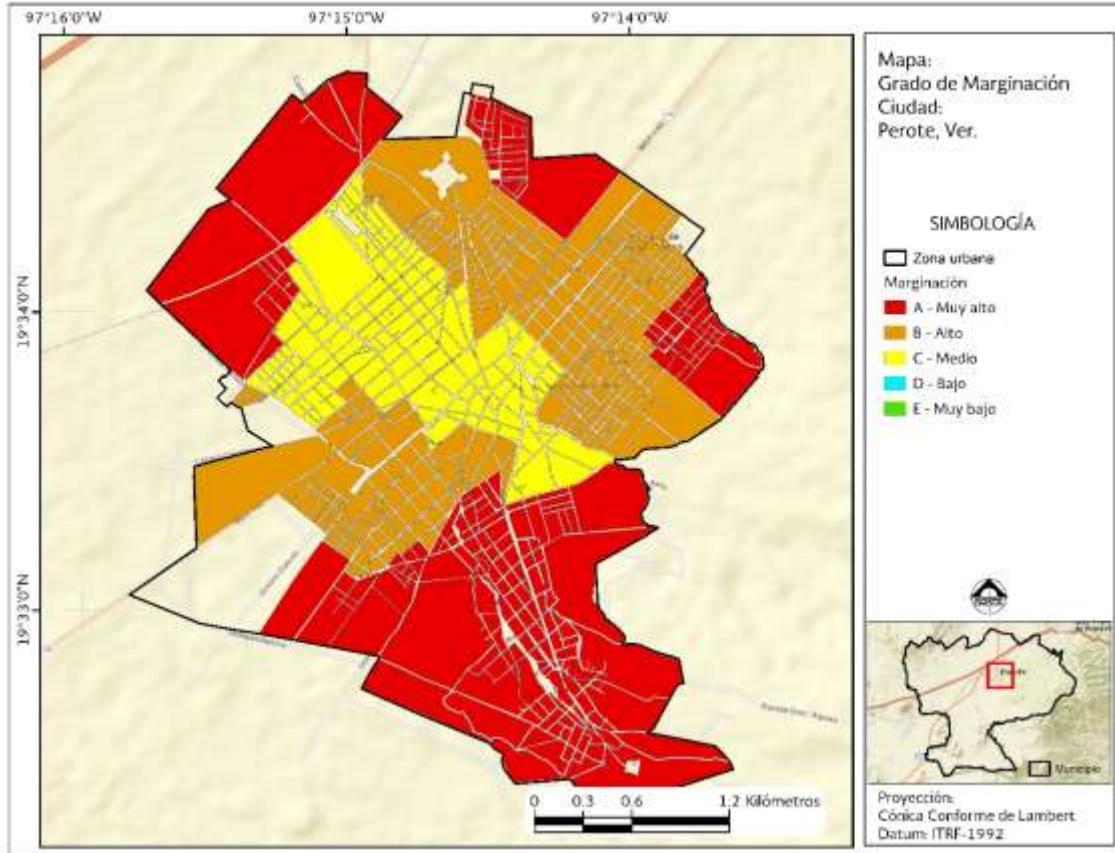 97°16'0"W
97°15'0"W
97°14'0"W
19°34'0"N
19°33'0"N
Mapa:
Grado de Marginación
Ciudad:
Perote, Ver.
SIMBOLOGÍA
Zona urbana
Marginación
A - Muy alto
B - Alto
C - Medio
D - Bajo
E - Muy bajo
0 0.3 0.6 1.2 Kilómetros
Perote
Municipio
Proyección:
Cónica Conforme de Lambert
Datum: ITRF-1992